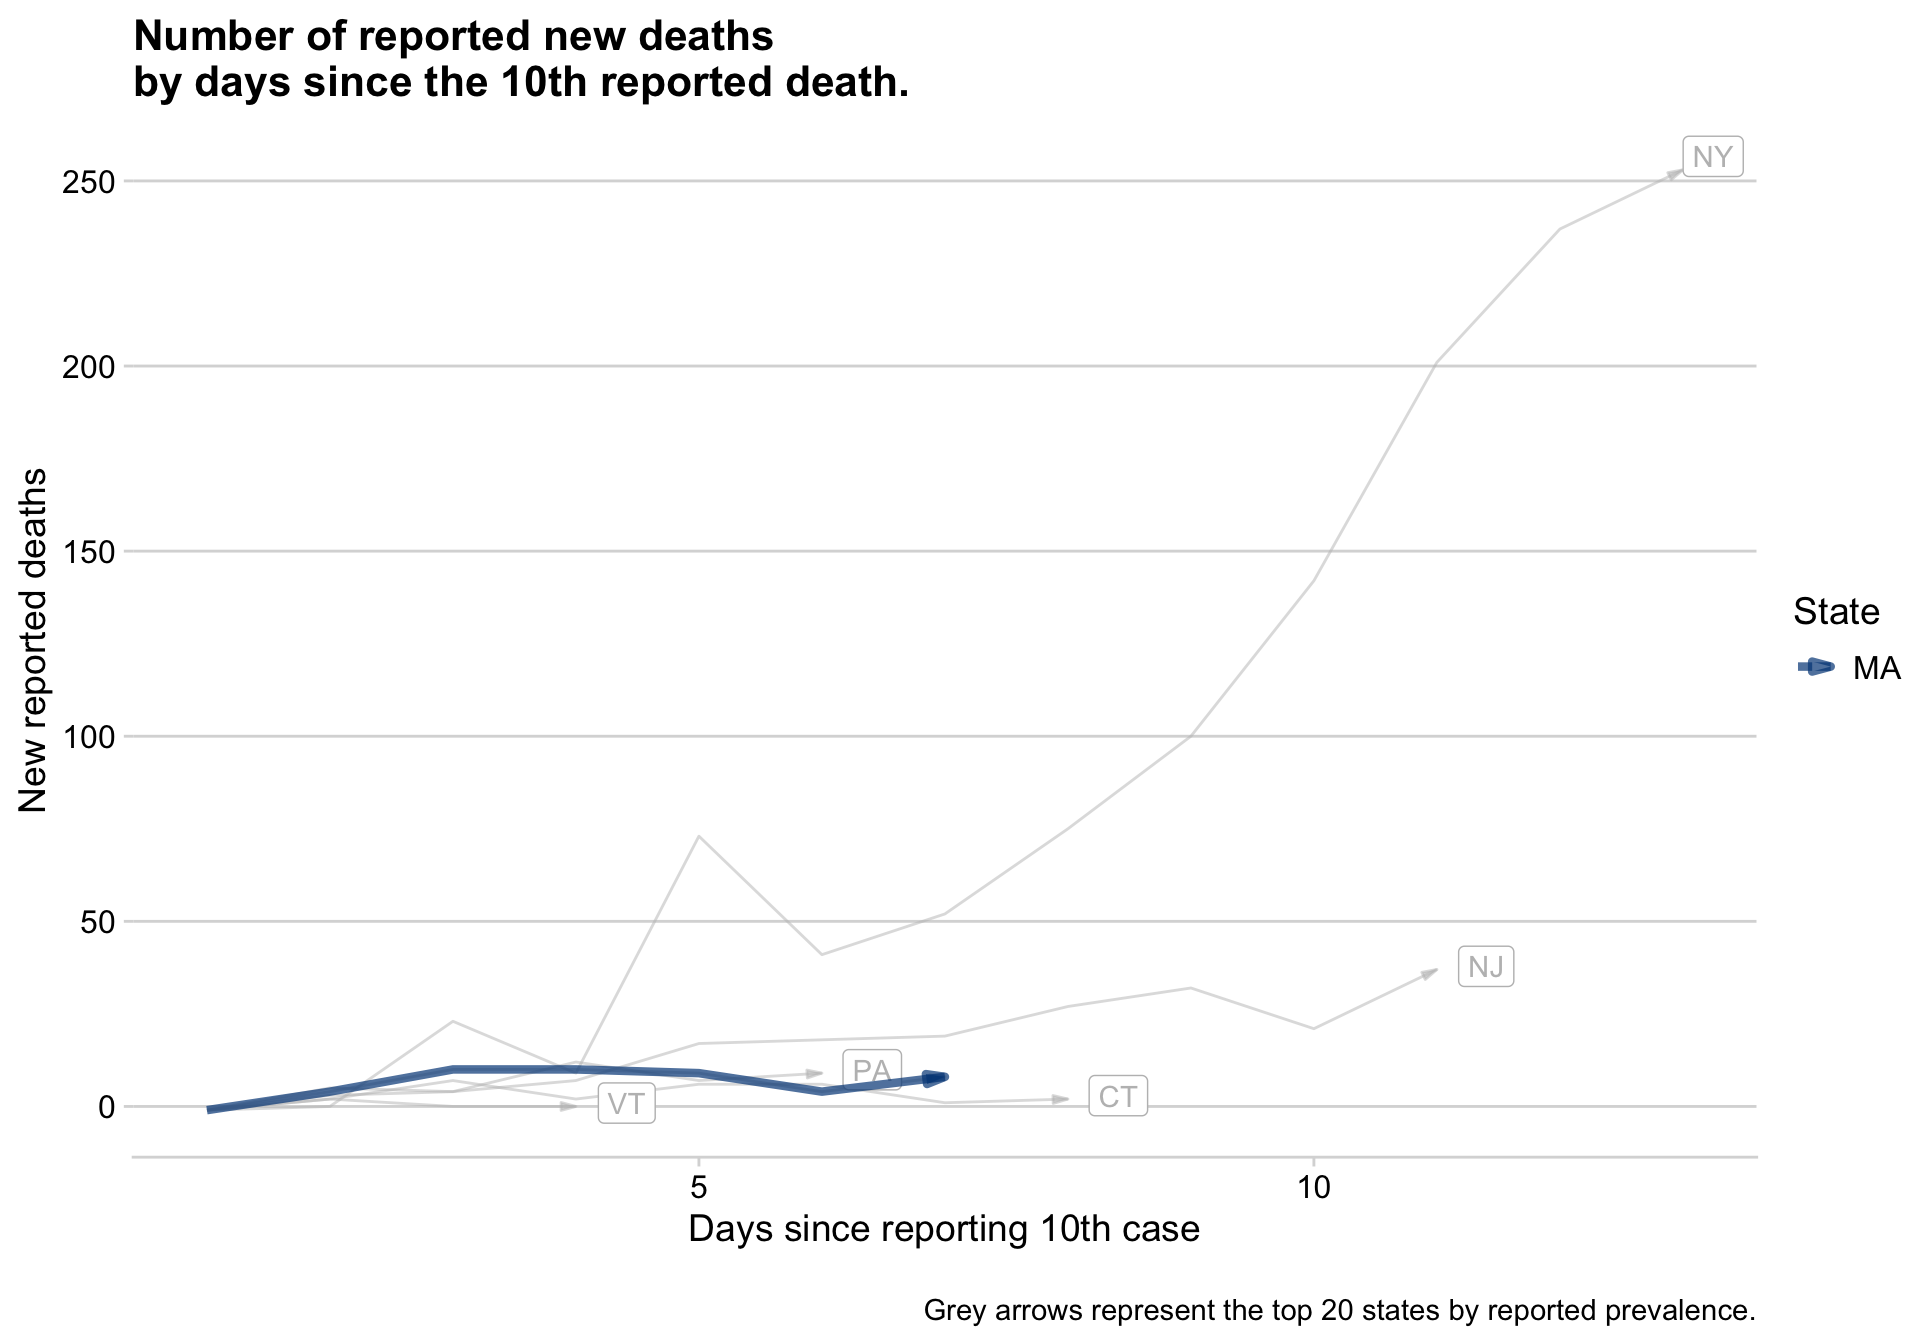 Number of reported new deaths
by days since the 10th reported death.
NY
250
200
150
100
50
0
New reported deaths
NJ
PA
VT
CT
State
MA
5
10
Days since reporting 10th case
Grey arrows represent the top 20 states by reported prevalence.